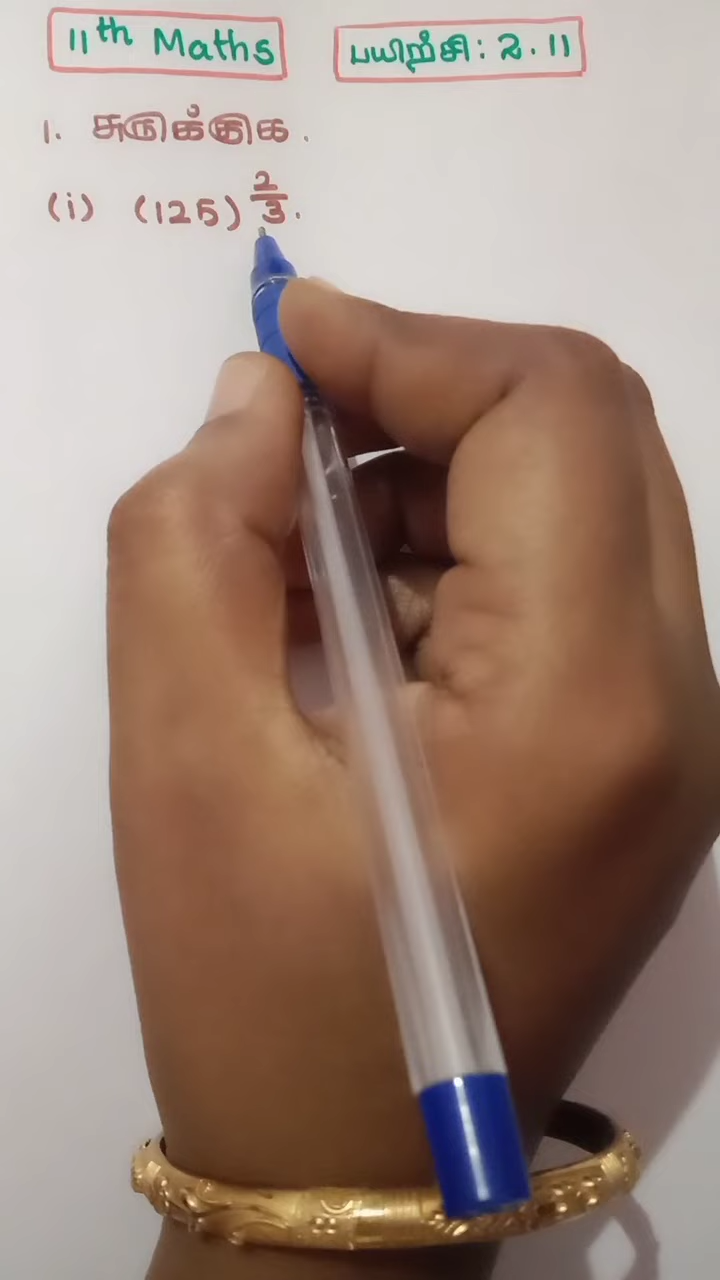 11th Maths பயிற்சி: 2.11
1. சுருக்குக.
(i) (125)^2/3.